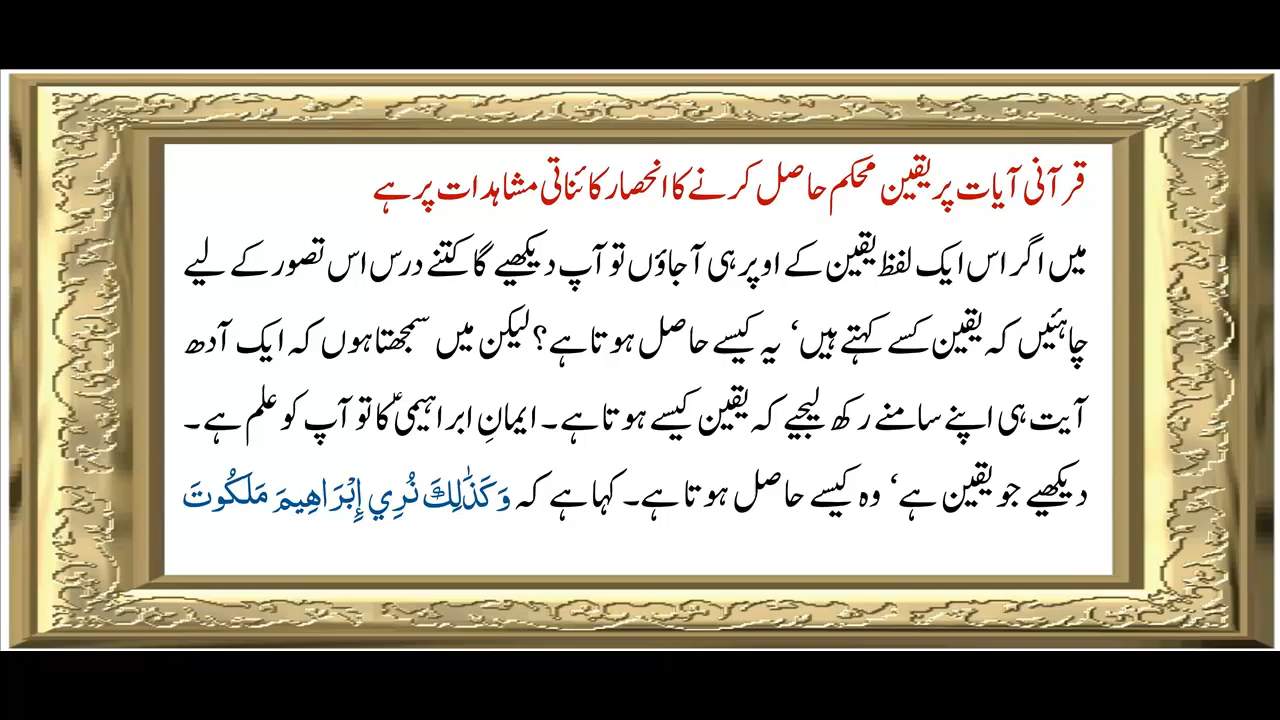 قرآنی آیات پر یقین محکم حاصل کرنے کا انحصار کائناتی مشاہدات پر ہے
میں اگر اس ایک لفظ یقین کے اوپر ہی آ جاؤں تو آپ دیکھیے گا کتنے درس اس تصور کے لیے
چاہئیں کہ یقین کسے کہتے ہیں‘ یہ کیسے حاصل ہوتا ہے؟ لیکن میں سمجھتا ہوں کہ ایک آدھ
آیت ہی اپنے سامنے رکھ لیجیے کہ یقین کیسے ہوتا ہے۔ ایمانِ ابراہیمیؑ کا تو آپ کو علم ہے۔
دیکھیے جو یقین ہے‘ وہ کیسے حاصل ہوتا ہے۔ کہا ہے کہ وَكَذَٰلِكَ نُرِي إِبْرَاهِيمَ مَلَكُوتَ